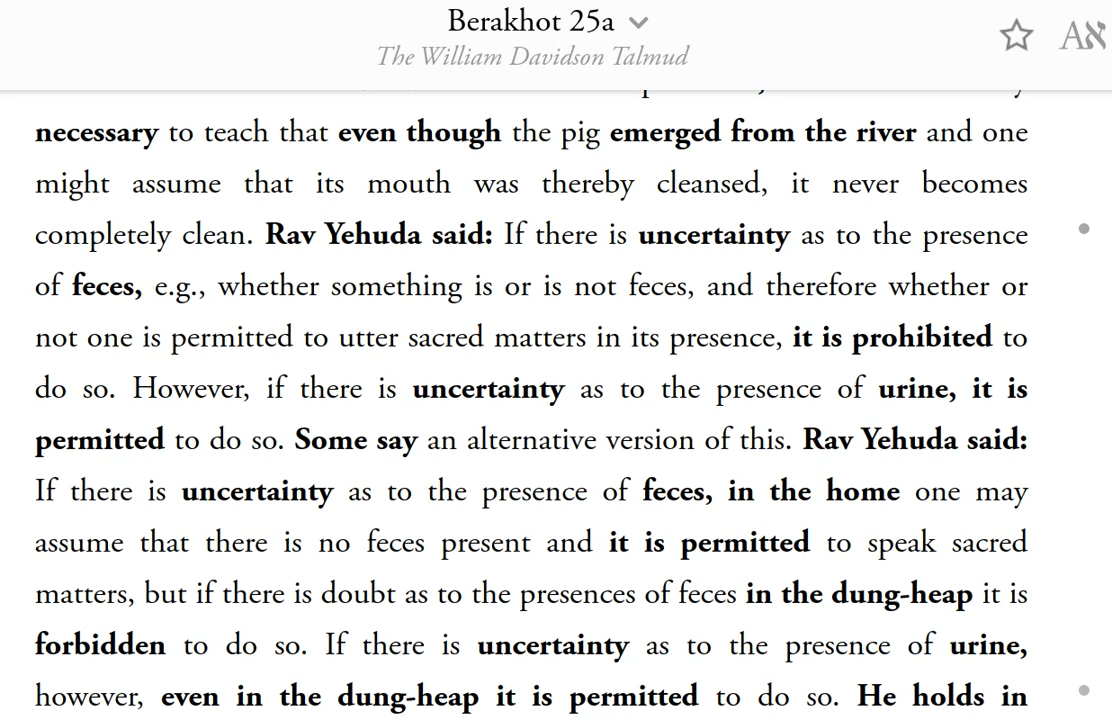 Berakhot 25a
The William Davidson Talmud
Aא
necessary to teach that even though the pig emerged from the river and one
might assume that its mouth was thereby cleansed, it never becomes
completely clean. Rav Yehuda said: If there is uncertainty as to the presence
of feces, e.g., whether something is or is not feces, and therefore whether or
not one is permitted to utter sacred matters in its presence, it is prohibited to
do so. However, if there is uncertainty as to the presence of urine, it is
permitted to do so. Some say an alternative version of this. Rav Yehuda said:
If there is uncertainty as to the presence of feces, in the home one may
assume that there is no feces present and it is permitted to speak sacred
matters, but if there is doubt as to the presences of feces in the dung-heap it is
forbidden to do so. If there is uncertainty as to the presence of urine,
however, even in the dung-heap it is permitted to do so. He holds in